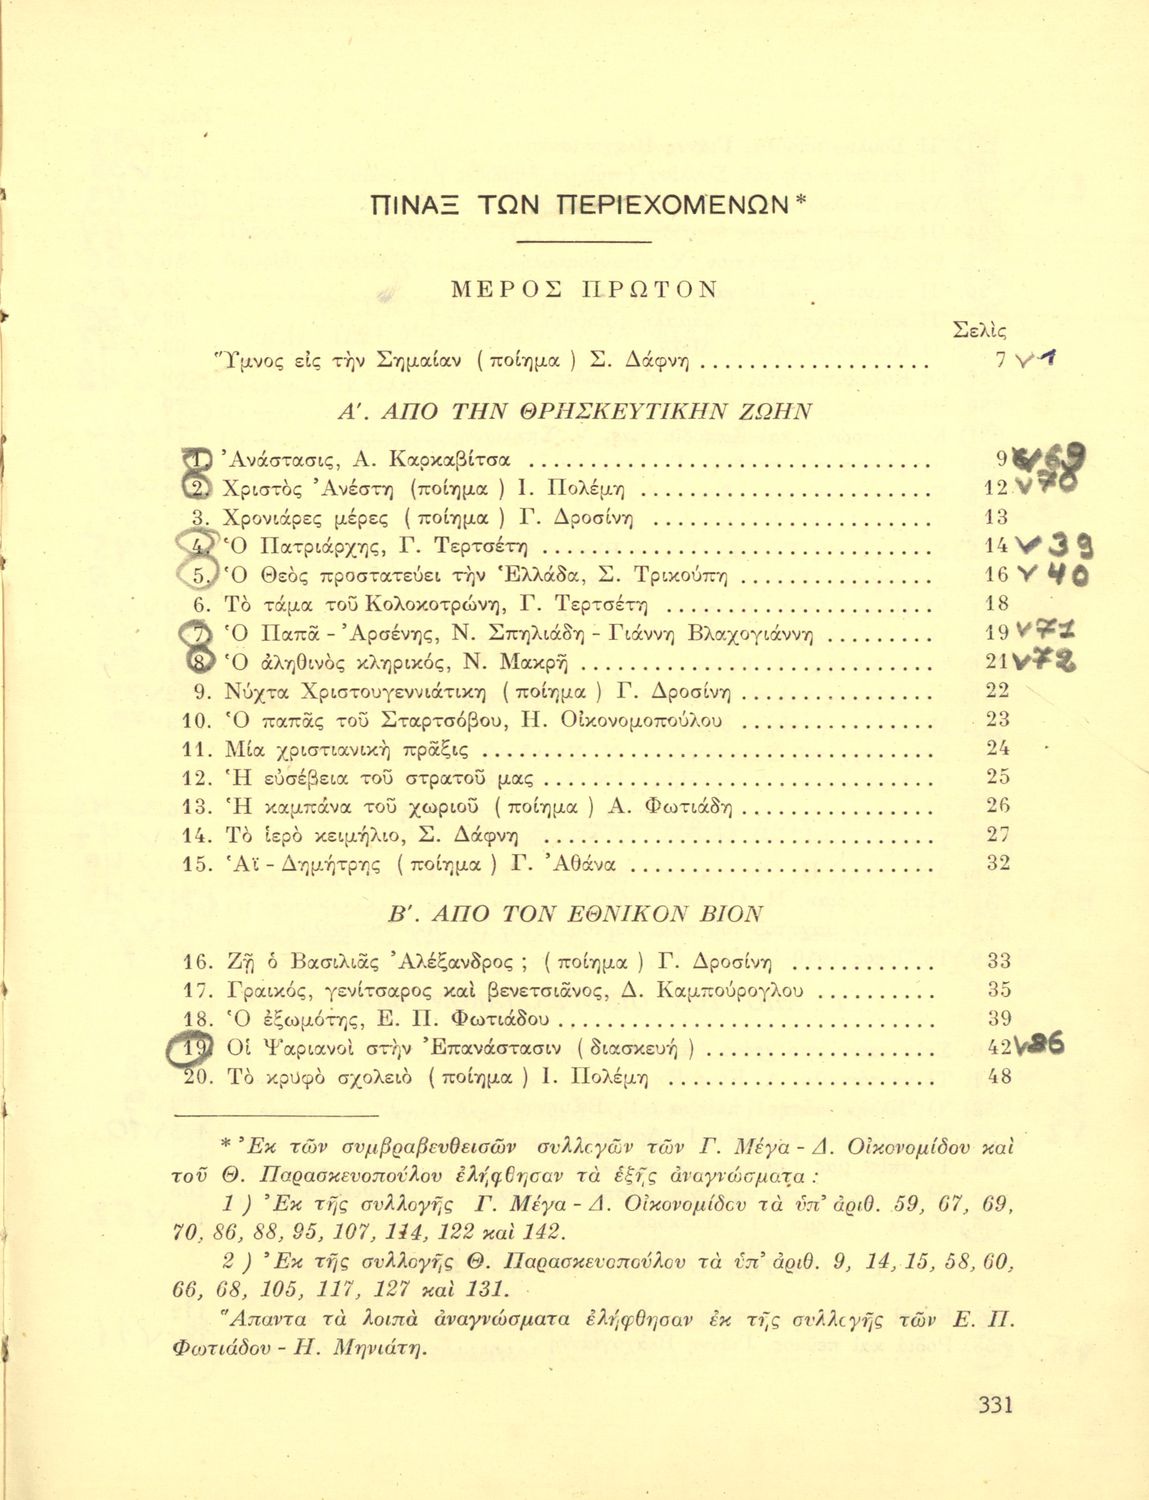 ΠΙΝΑΞ ΤΩΝ ΠΕΡΙΕΧΟΜΕΝΩΝ*
ΜΕΡΟΣ ΠΡΩΤΟΝ
Σελὶς
Ὕμνος εἰς τὴν Σημαίαν ( ποίημα ) Σ. Δάφνη .................. 7 v 1
Α'. ΑΠΟ ΤΗΝ ΘΡΗΣΚΕΥΤΙΚΗΝ ΖΩΗΝ
1. Ἀνάστασις, Α. Καρκαβίτσα .................. 9 v 69
2. Χριστὸς Ἀνέστη (ποίημα ) Ι. Πολέμη .................. 12 v 70
3. Χρονιάρες μέρες ( ποίημα ) Γ. Δροσίνη .................. 13
4. Ὁ Πατριάρχης, Γ. Τερτσέτη .................. 14 v 39
5. Ὁ Θεὸς προστατεύει τὴν Ἑλλάδα, Σ. Τρικούπη .................. 16 v 40
6. Τὸ τάμα τοῦ Κολοκοτρώνη, Γ. Τερτσέτη .................. 18
7. Ὁ Παπᾶ - Ἀρσένης, Ν. Σπηλιάδη - Γιάννη Βλαχογιάννη ......... 19 v 71
8. Ὁ ἀληθινὸς κληρικός, Ν. Μακρῆ .................. 21 v 72
9. Νύχτα Χριστουγεννιάτικη ( ποίημα ) Γ. Δροσίνη .................. 22
10. Ὁ παπᾶς τοῦ Σταρτσόβου, Η. Οἰκονομοπούλου .................. 23
11. Μία χριστιανικὴ πρᾶξις .................. 24
12. Ἡ εὐσέβεια τοῦ στρατοῦ μας .................. 25
13. Ἡ καμπάνα τοῦ χωριοῦ ( ποίημα ) Α. Φωτιάδη .................. 26
14. Τὸ ἱερὸ κειμήλιο, Σ. Δάφνη .................. 27
15. Ἁϊ - Δημήτρης ( ποίημα ) Γ. Ἀθάνα .................. 32
Β'. ΑΠΟ ΤΟΝ ΕΘΝΙΚΟΝ ΒΙΟΝ
16. Ζῇ ὁ Βασιλιᾶς Ἀλέξανδρος ; ( ποίημα ) Γ. Δροσίνη ............ 33
17. Γραικός, γενίτσαρος καὶ βενετσιᾶνος, Δ. Καμπούρογλου .......... 35
18. Ὁ ἐξωμότης, Ε. Π. Φωτιάδου .................. 39
19. Οἱ Ψαριανοὶ στὴν Ἐπανάστασιν ( διασκευή ) .................. 42 v 86
20. Τὸ κρυφὸ σχολειὸ ( ποίημα ) Ι. Πολέμη .................. 48
* Ἐκ τῶν συμβραβευθεισῶν συλλογῶν τῶν Γ. Μέγα - Δ. Οἰκονομίδου καὶ
τοῦ Θ. Παρασκευοπούλου ἐλήφθησαν τὰ ἑξῆς ἀναγνώσματα :
1 ) Ἐκ τῆς συλλογῆς Γ. Μέγα - Δ. Οἰκονομίδου τὰ ὑπ' ἀριθ. 59, 67, 69,
70, 86, 88, 95, 107, 114, 122 καὶ 142.
2 ) Ἐκ τῆς συλλογῆς Θ. Παρασκευοπούλου τὰ ὑπ' ἀριθ. 9, 14, 15, 58, 60,
66, 68, 105, 117, 127 καὶ 131.
Ἅπαντα τὰ λοιπὰ ἀναγνώσματα ἐλήφθησαν ἐκ τῆς συλλογῆς τῶν Ε. Π.
Φωτιάδου - Η. Μηνιάτη.
331